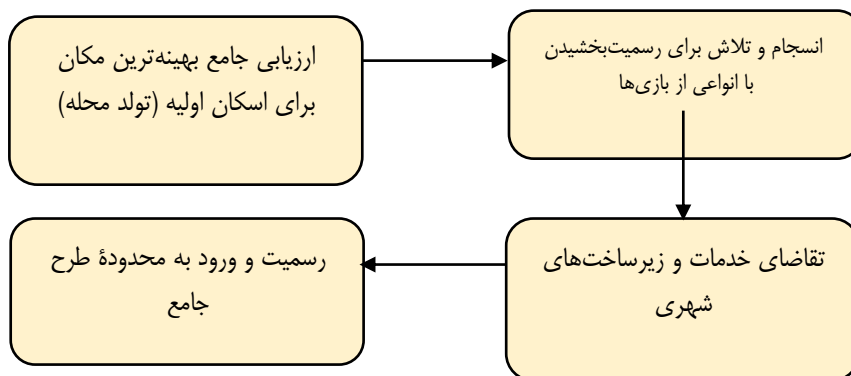 ارزیابی جامع بهینه‌ترین مکان
برای اسکان اولیه (تولد محله)
انسجام و تلاش برای رسمیت‌بخشیدن
با انواعی از بازی‌ها
تقاضای خدمات و زیرساخت‌های
شهری
رسمیت و ورود به محدودۀ طرح
جامع